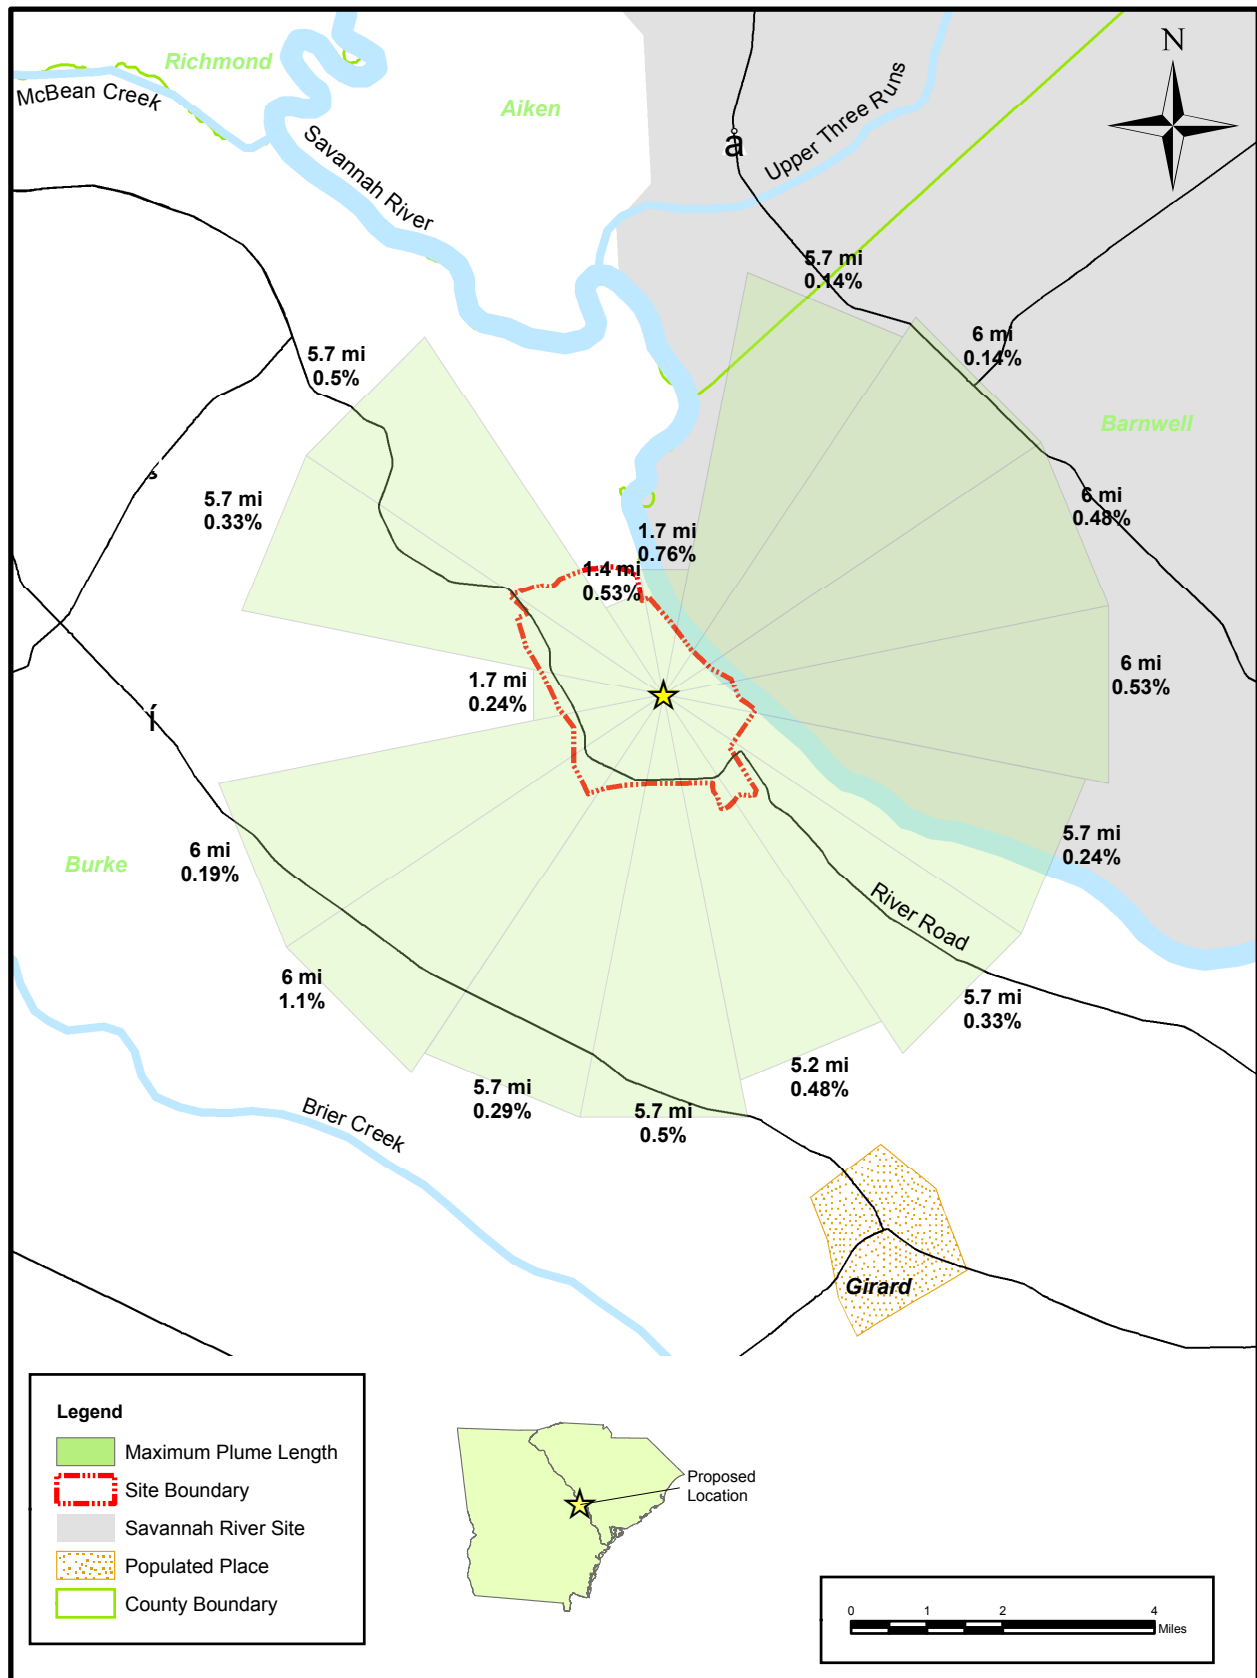 Richmond
McBean Creek
Aiken
Savannah River
Upper Three Runs
N
a
5.7 mi
0.14%
6 mi
0.14%
5.7 mi
0.5%
Barnwell
5.7 mi
0.33%
6 mi
0.48%
1.7 mi
0.76%
1.4 mi
0.53%
6 mi
0.53%
1.7 mi
0.24%
í
5.7 mi
0.24%
6 mi
0.19%
Burke
River Road
6 mi
1.1%
5.7 mi
0.33%
5.2 mi
0.48%
5.7 mi
0.29%
5.7 mi
0.5%
Brier Creek
Girard
Legend
Maximum Plume Length
Site Boundary
Savannah River Site
Populated Place
County Boundary
Proposed
Location
0 1 2 4
Miles